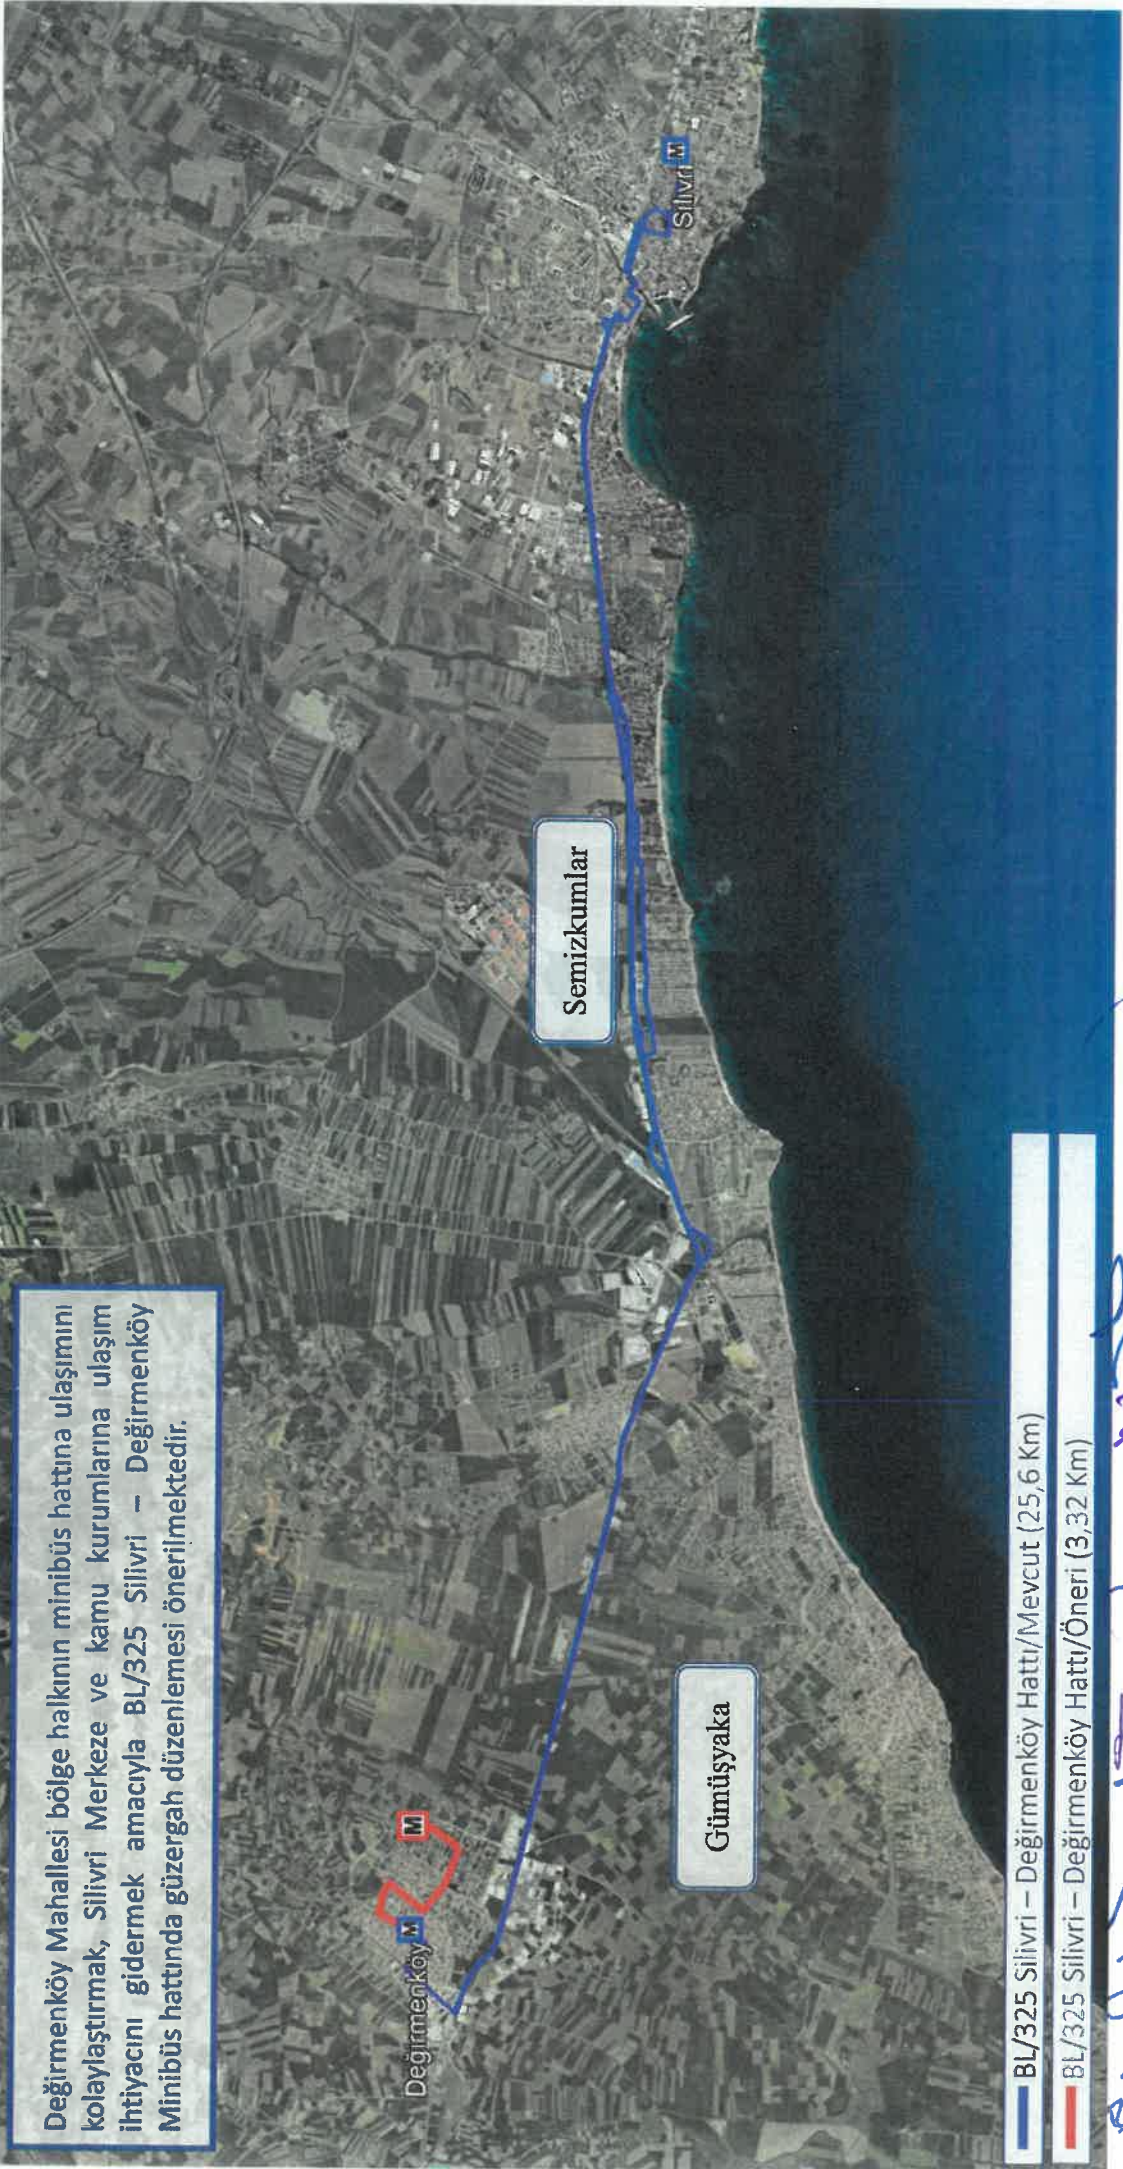 Değirmenköy Mahallesi bölge halkının minibüs hattına ulaşımını
kolaylaştırmak, Silivri Merkeze ve kamu kurumlarına ulaşım
ihtiyacını gidermek amacıyla BL/325 Silivri – Değirmenköy
Minibüs hattında güzergah düzenlemesi önerilmektedir.
Değirmenköy
M
M
Gümüşyaka
Semizkumlar
Silivri
M
BL/325 Silivri – Değirmenköy Hattı/Mevcut (25,6 Km)
BL/325 Silivri – Değirmenköy Hattı/Öneri (3,32 Km)